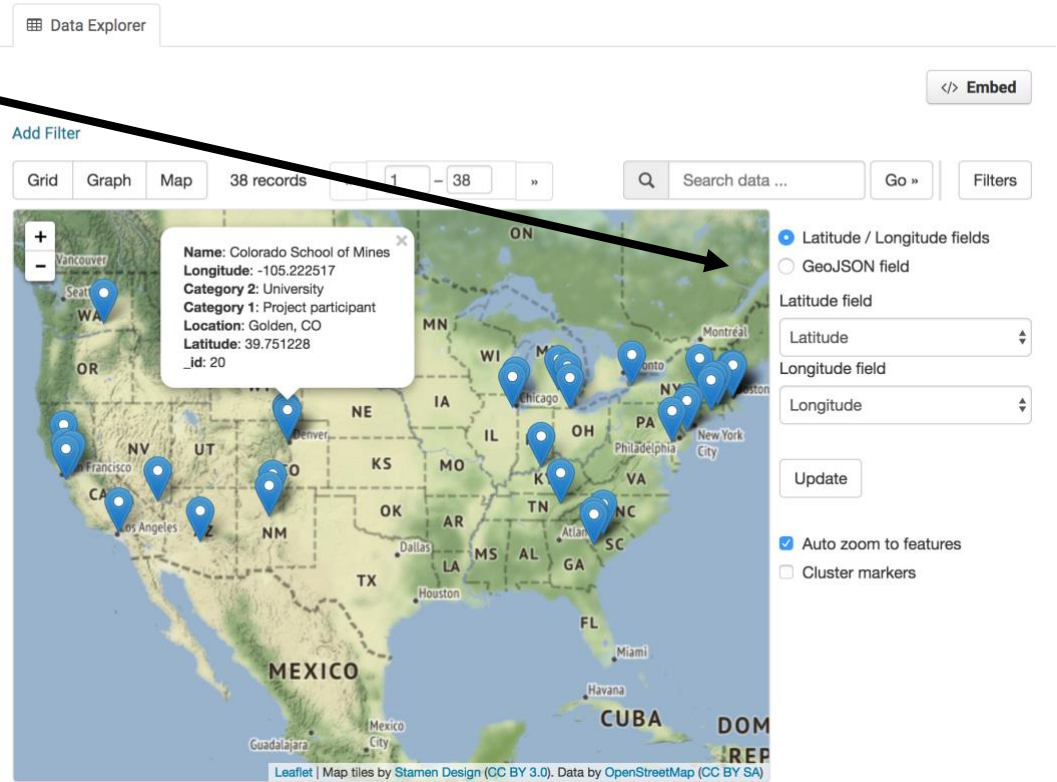 Data Explorer
</> Embed
Add Filter
Grid Graph Map 38 records 1 – 38 » Search data ... Go » Filters
+
−
Name: Colorado School of Mines ×
Longitude: -105.222517
Category 2: University
Category 1: Project participant
Location: Golden, CO
Latitude: 39.751228
_id: 20
Latitude / Longitude fields
GeoJSON field
Latitude field
Latitude
Longitude field
Longitude
Update
Auto zoom to features
Cluster markers
ON
Vancouver
WA
MN
Montréal
OR
WI
NE
IA
Chicago
PA
New York
City
Denver
IL
OH
Philadelphia
NV
UT
KS
MO
VA
CA
OK
TN
NC
Los Angeles
NM
AR
SC
Dallas
MS
AL
GA
LA
TX
Houston
FL
Miami
MEXICO
Havana
CUBA
Mexico
City
Guadalajara
Leaflet | Map tiles by Stamen Design (CC BY 3.0). Data by OpenStreetMap (CC BY SA)